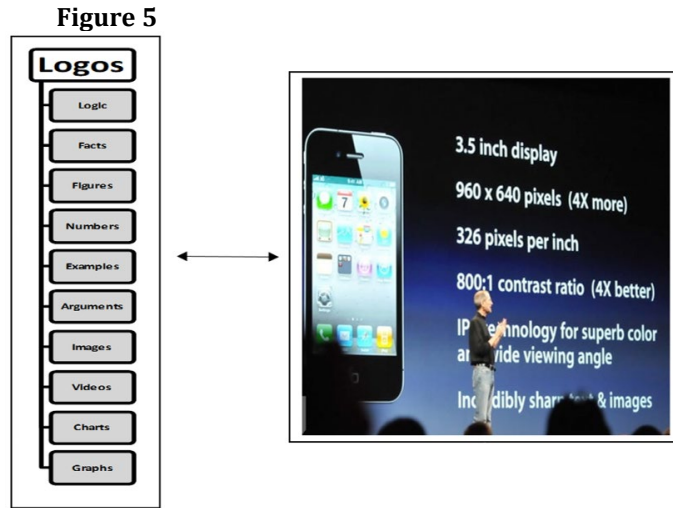 Figure 5
Logos
Logic
Facts
Figures
Numbers
Examples
Arguments
Images
Videos
Charts
Graphs
3.5 inch display
960 x 640 pixels (4X more)
326 pixels per inch
800:1 contrast ratio (4X better)
for superb color
viewing angle
& images